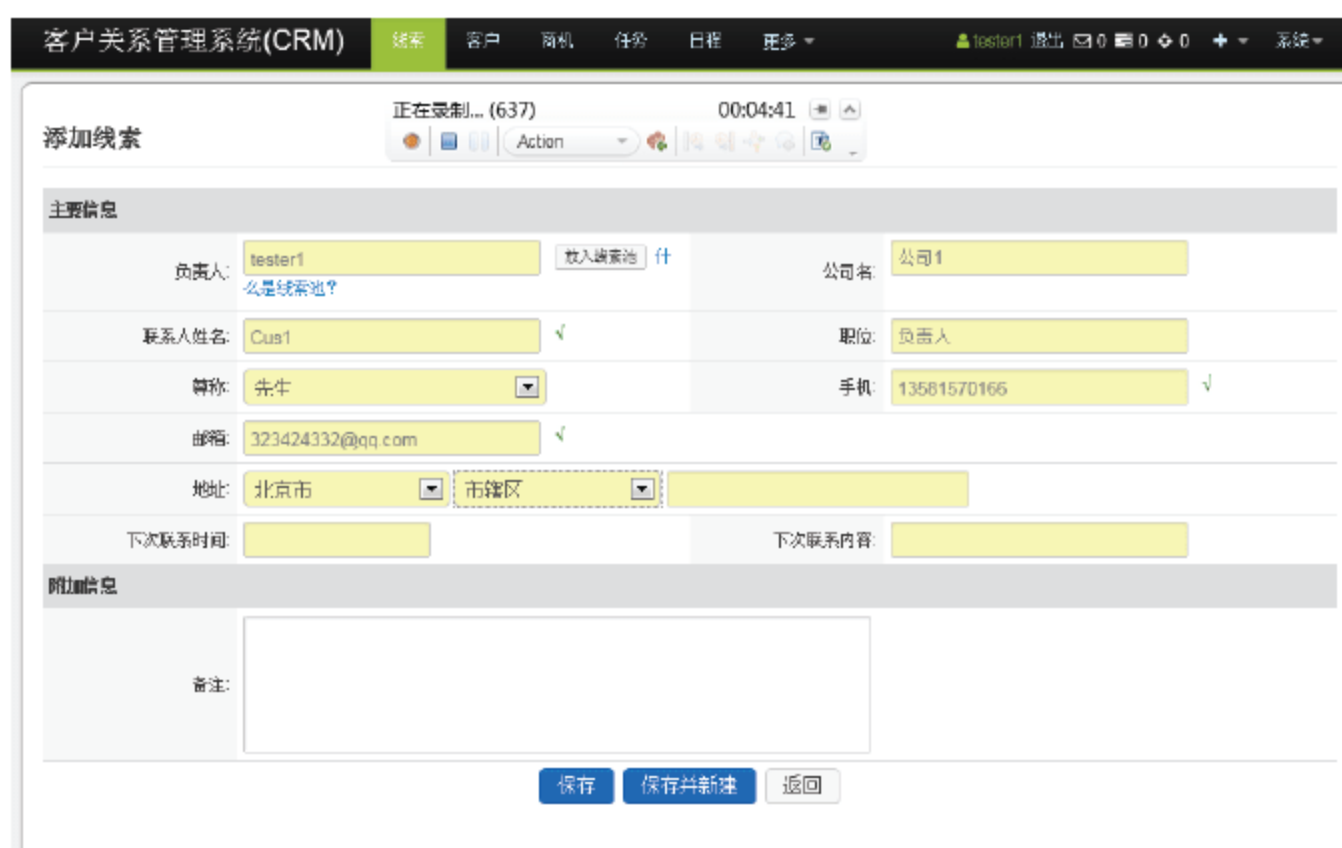 客户关系管理系统(CRM) 线索 客户 商机 任务 日程 更多 tester1 退出 0 0 0 系统
正在录制... (637) 00:04:41
添加线索
Action
主要信息
负责人: tester1 放入线索池 什 公司名: 公司1
么是线索池?
联系人姓名: Cus1 √ 职位: 负责人
尊称: 先生 手机: 13581570166 √
邮箱: 323424332@qq.com √
地址: 北京市 市辖区
下次联系时间: 下次联系内容:
附加信息
备注:
保存 保存并新建 返回